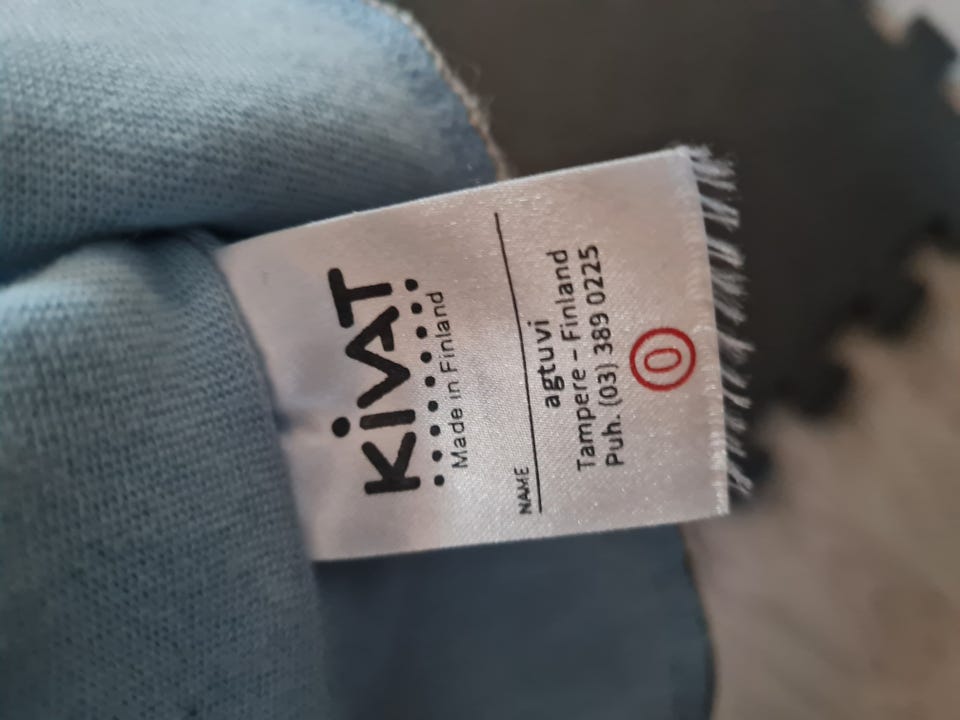 KiVAT
Made in Finland
NAME
agtuvi
Tampere - Finland
Puh. (03) 389 0225
0